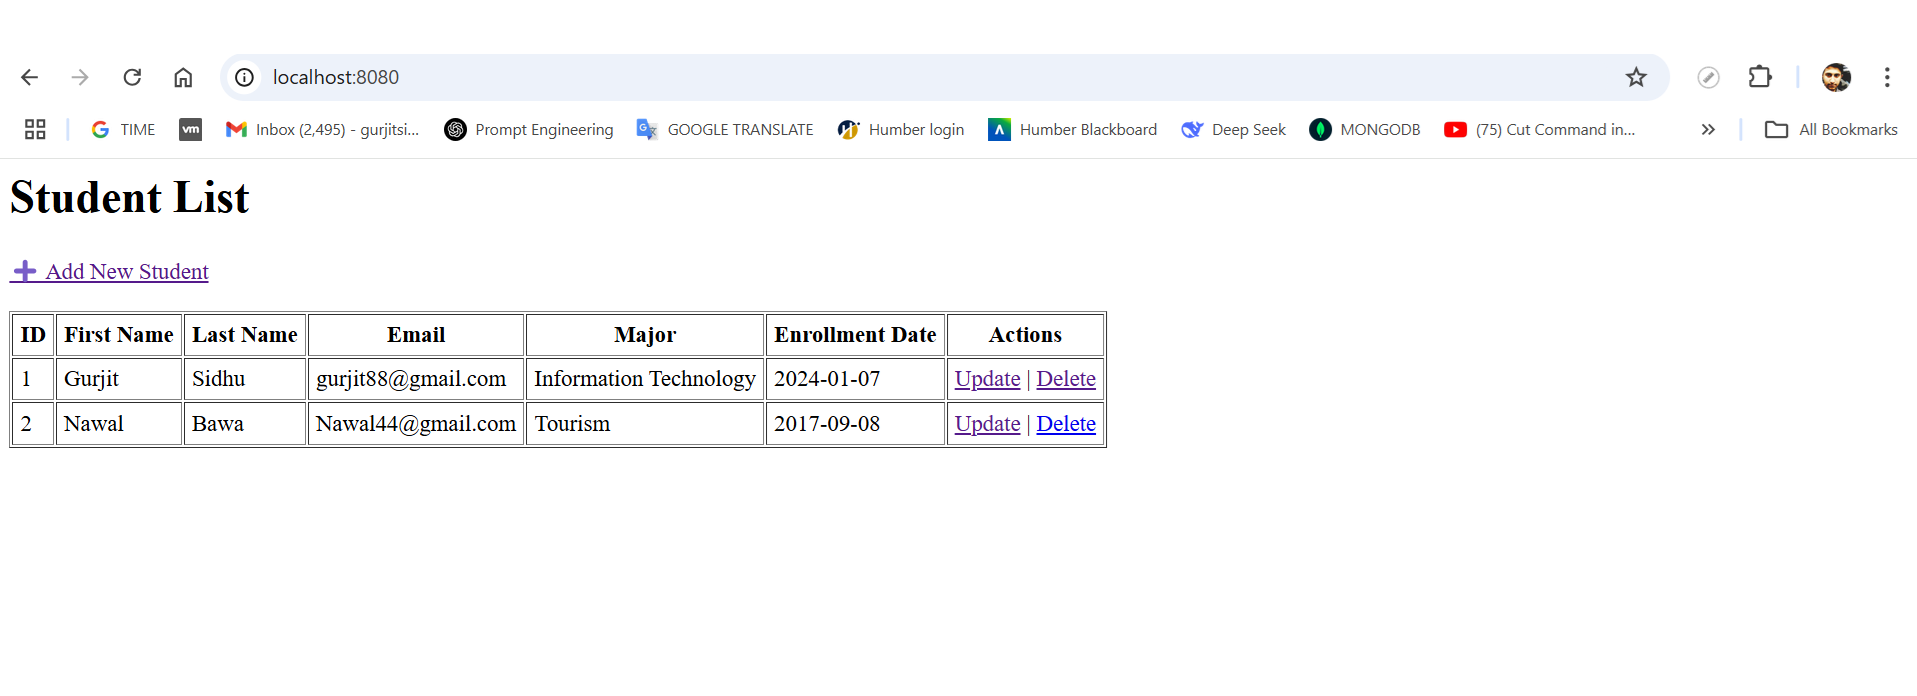 localhost:8080
TIME vm Inbox (2,495) - gurjitsi... Prompt Engineering GOOGLE TRANSLATE Humber login Humber Blackboard Deep Seek MONGODB (75) Cut Command in... » All Bookmarks
Student List
➕ Add New Student
ID First Name Last Name Email Major Enrollment Date Actions
1 Gurjit Sidhu gurjit88@gmail.com Information Technology 2024-01-07 Update | Delete
2 Nawal Bawa Nawal44@gmail.com Tourism 2017-09-08 Update | Delete